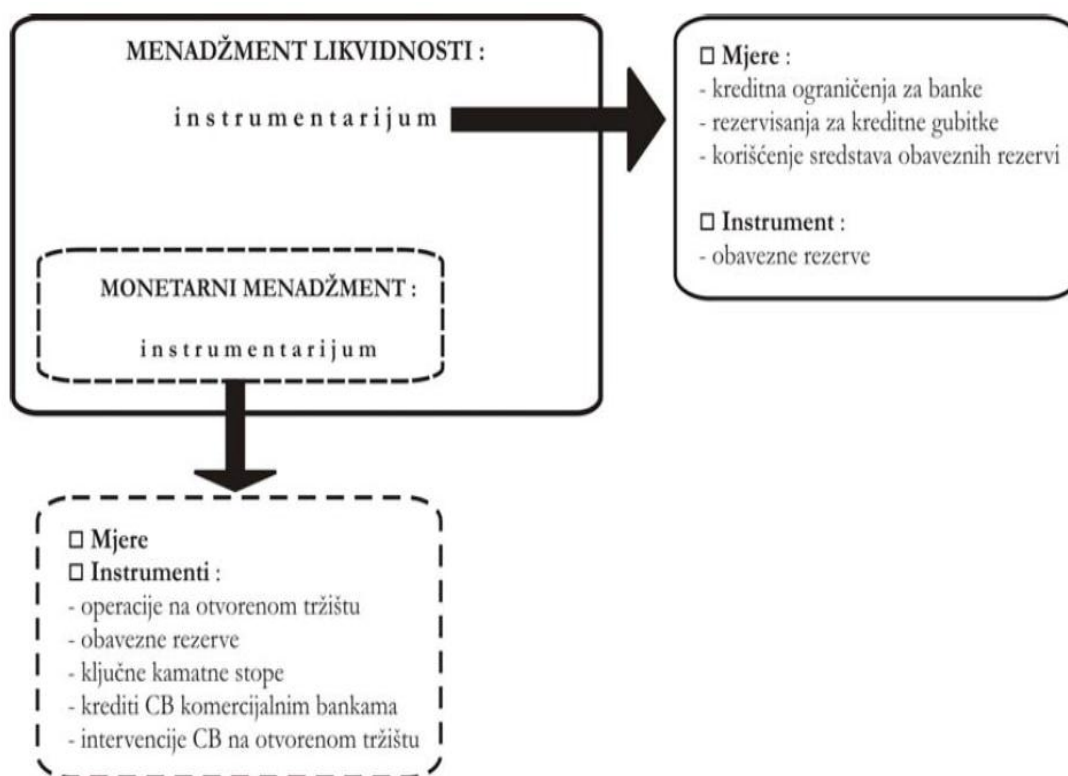 MENADŽMENT LIKVIDNOSTI :
instrumentarijum
□ Mjere :
- kreditna ograničenja za banke
- rezervisanja za kreditne gubitke
- korišćenje sredstava obaveznih rezervi
□ Instrument :
- obavezne rezerve
MONETARNI MENADŽMENT :
instrumentarijum
□ Mjere
□ Instrumenti :
- operacije na otvorenom tržištu
- obavezne rezerve
- ključne kamatne stope
- krediti CB komercijalnim bankama
- intervencije CB na otvorenom tržištu